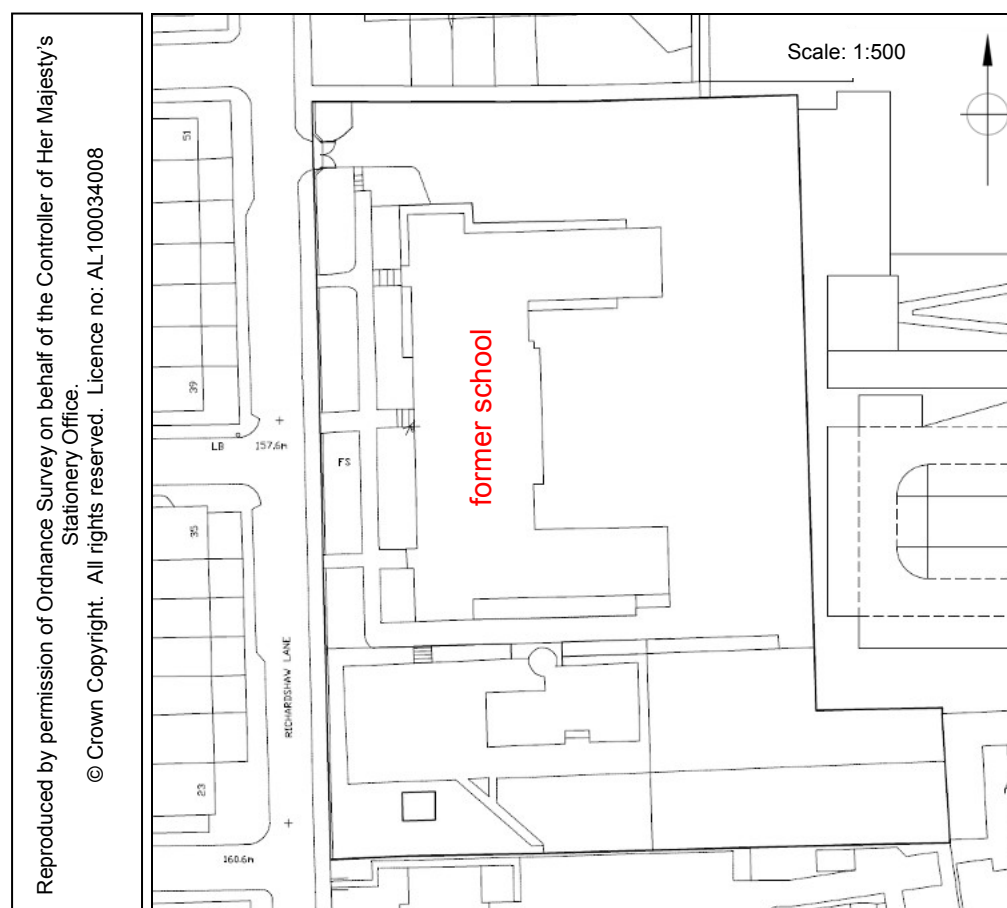 Reproduced by permission of Ordnance Survey on behalf of the Controller of Her Majesty's
Stationery Office.
© Crown Copyright. All rights reserved. Licence no: AL100034008
Scale: 1:500
51
39
LB
157.6m
FS
former school
35
RICHARDSHAW LANE
23
160.6m